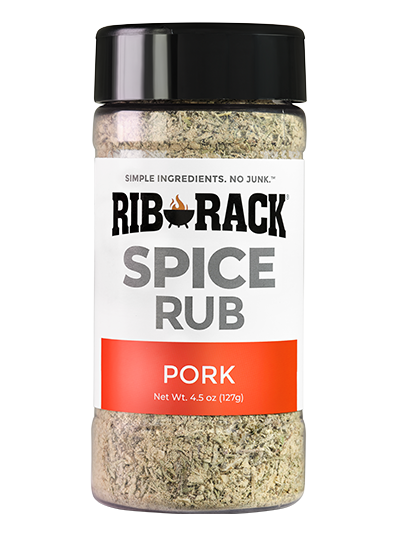 SIMPLE INGREDIENTS. NO JUNK.™
RIB RACK®
SPICE
RUB
PORK
Net Wt. 4.5 oz (127g)